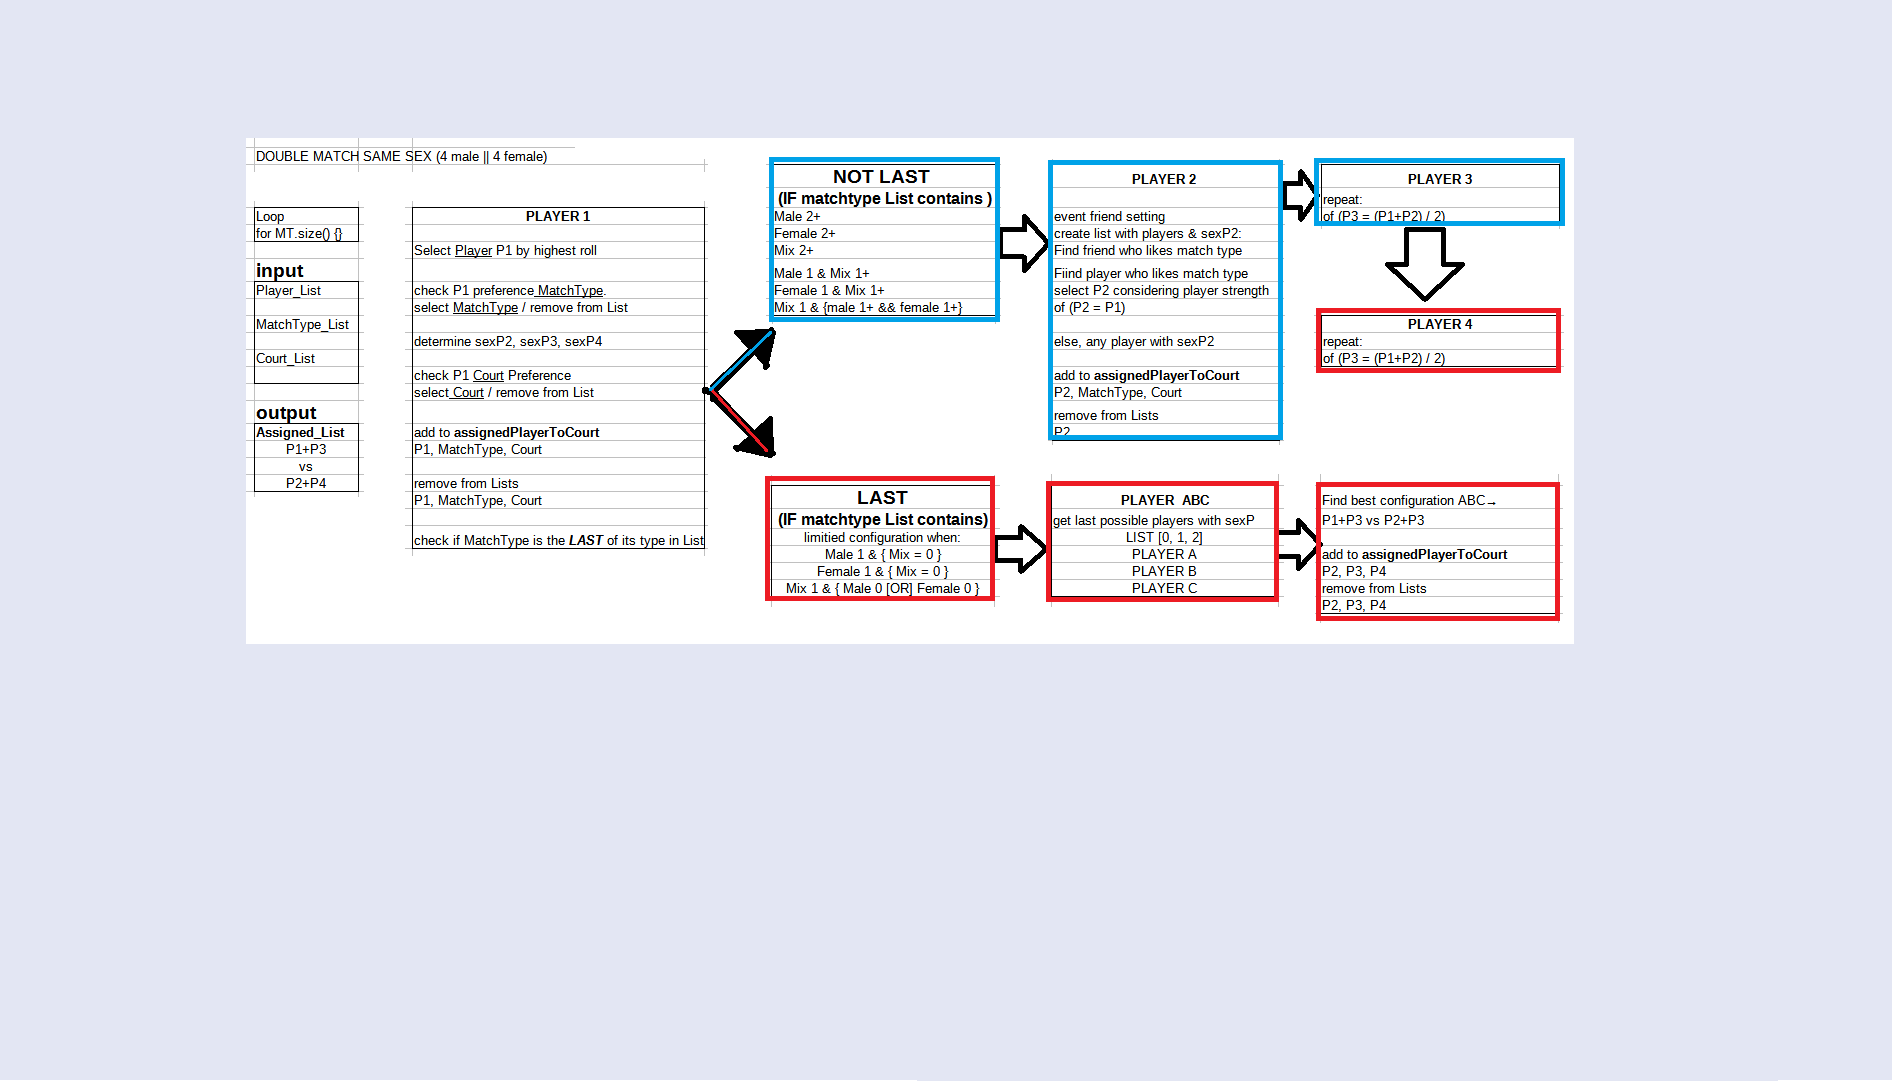 DOUBLE MATCH SAME SEX (4 male || 4 female)
Loop
for MT.size() {}
input
Player_List
MatchType_List
Court_List
output
Assigned_List
P1+P3
vs
P2+P4
PLAYER 1
Select Player P1 by highest roll
check P1 preference MatchType.
select MatchType / remove from List
determine sexP2, sexP3, sexP4
check P1 Court Preference
select Court / remove from List
add to assignedPlayerToCourt
P1, MatchType, Court
remove from Lists
P1, MatchType, Court
check if MatchType is the LAST of its type in List
NOT LAST
(IF matchtype List contains )
Male 2+
Female 2+
Mix 2+
Male 1 & Mix 1+
Female 1 & Mix 1+
Mix 1 & {male 1+ && female 1+}
PLAYER 2
event friend setting
create list with players & sexP2:
Find friend who likes match type
Fiind player who likes match type
select P2 considering player strength
of (P2 = P1)
else, any player with sexP2
add to assignedPlayerToCourt
P2, MatchType, Court
remove from Lists
P2
PLAYER 3
repeat:
of (P3 = (P1+P2) / 2)
PLAYER 4
repeat:
of (P3 = (P1+P2) / 2)
LAST
(IF matchtype List contains)
limitied configuration when:
Male 1 & { Mix = 0 }
Female 1 & { Mix = 0 }
Mix 1 & { Male 0 [OR] Female 0 }
PLAYER ABC
get last possible players with sexP
LIST [0, 1, 2]
PLAYER A
PLAYER B
PLAYER C
Find best configuration ABC→
P1+P3 vs P2+P3
add to assignedPlayerToCourt
P2, P3, P4
remove from Lists
P2, P3, P4